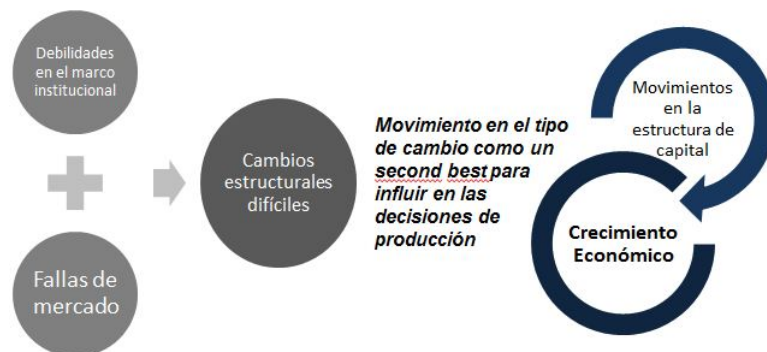 Debilidades
en el marco
institucional
Fallas de
mercado
Cambios
estructurales
difíciles
Movimiento en el tipo
de cambio como un
second best para
influir en las
decisiones de
producción
Movimientos
en la
estructura de
capital
Crecimiento
Económico